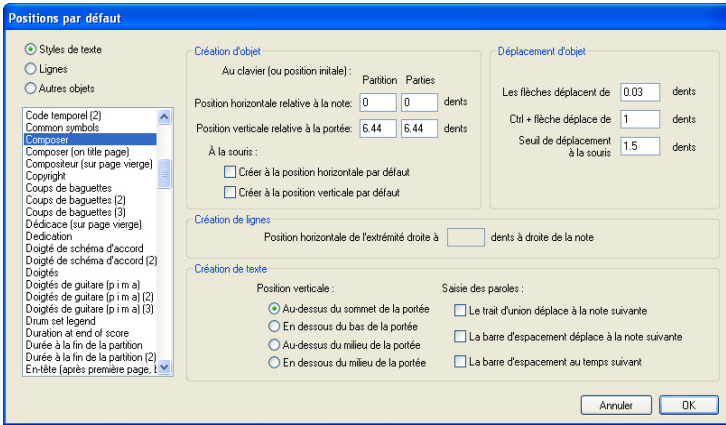 Positions par défaut
Styles de texte
Lignes
Autres objets
Code temporel (2)
Common symbols
Composer
Composer (on title page)
Compositeur (sur page vierge)
Copyright
Coups de baguettes
Coups de baguettes (2)
Coups de baguettes (3)
Dédicace (sur page vierge)
Dedication
Doigté de schéma d'accord
Doigté de schéma d'accord (2)
Doigtés
Doigtés de guitare (p i m a)
Doigtés de guitare (p i m a) (2)
Doigtés de guitare (p i m a) (3)
Drum set legend
Duration at end of score
Durée à la fin de la partition
Durée à la fin de la partition (2)
En-tête (après première page, b
Création d'objet
Au clavier (ou position initale) :
Partition Parties
Position horizontale relative à la note: 0 0 dents
Position verticale relative à la portée: 6.44 6.44 dents
À la souris :
Créer à la position horizontale par défaut
Créer à la position verticale par défaut
Déplacement d'objet
Les flèches déplacent de 0.03 dents
Ctrl + flèche déplace de 1 dents
Seuil de déplacement
à la souris 1.5 dents
Création de lignes
Position horizontale de l'extrémité droite à dents à droite de la note
Création de texte
Position verticale :
Au-dessus du sommet de la portée
En dessous du bas de la portée
Au-dessus du milieu de la portée
En dessous du milieu de la portée
Saisie des paroles :
Le trait d'union déplace à la note suivante
La barre d'espacement déplace à la note suivante
La barre d'espacement au temps suivant
Annuler
OK